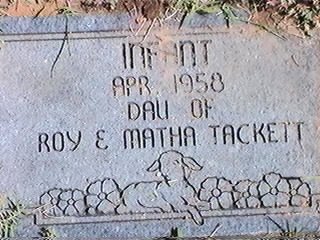 INFANT
APR. 1958
DAU OF
ROY & MATHA TACKETT